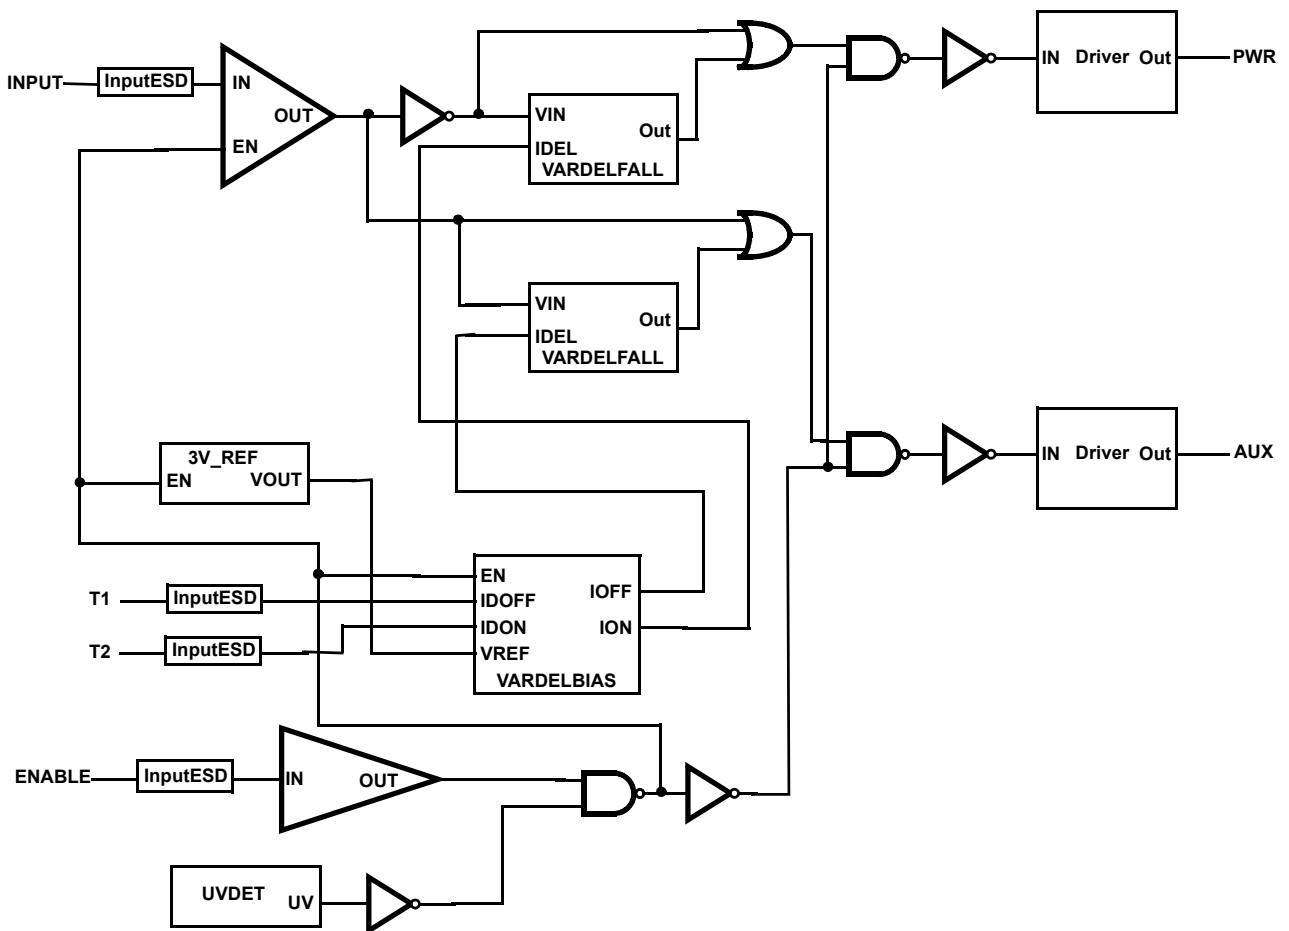 INPUT
InputESD
IN
OUT
EN
VIN
Out
IDEL
VARDELFALL
IN
Driver
Out
PWR
VIN
Out
IDEL
VARDELFALL
3V_REF
EN
VOUT
IN
Driver
Out
AUX
T1
InputESD
T2
InputESD
EN
IDOFF
IOFF
IDON
ION
VREF
VARDELBIAS
ENABLE
InputESD
IN
OUT
UVDET
UV